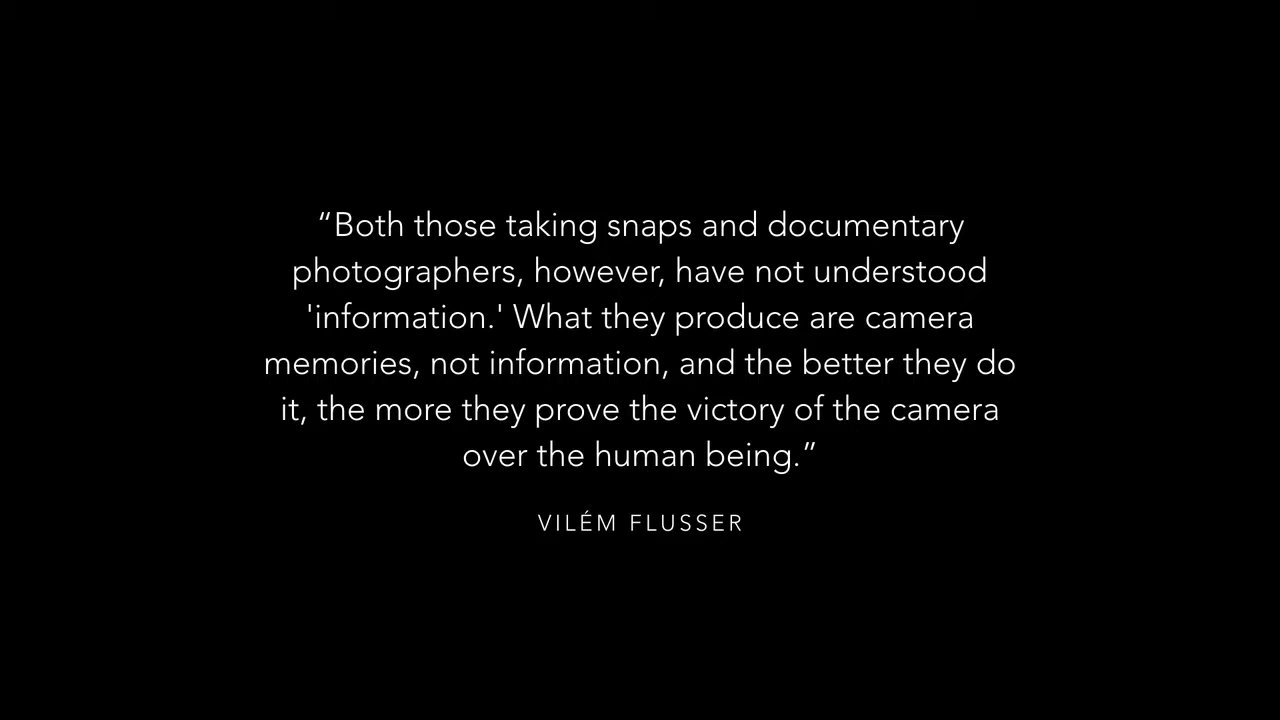 “Both those taking snaps and documentary
photographers, however, have not understood
'information.' What they produce are camera
memories, not information, and the better they do
it, the more they prove the victory of the camera
over the human being.”
VILÉM FLUSSER